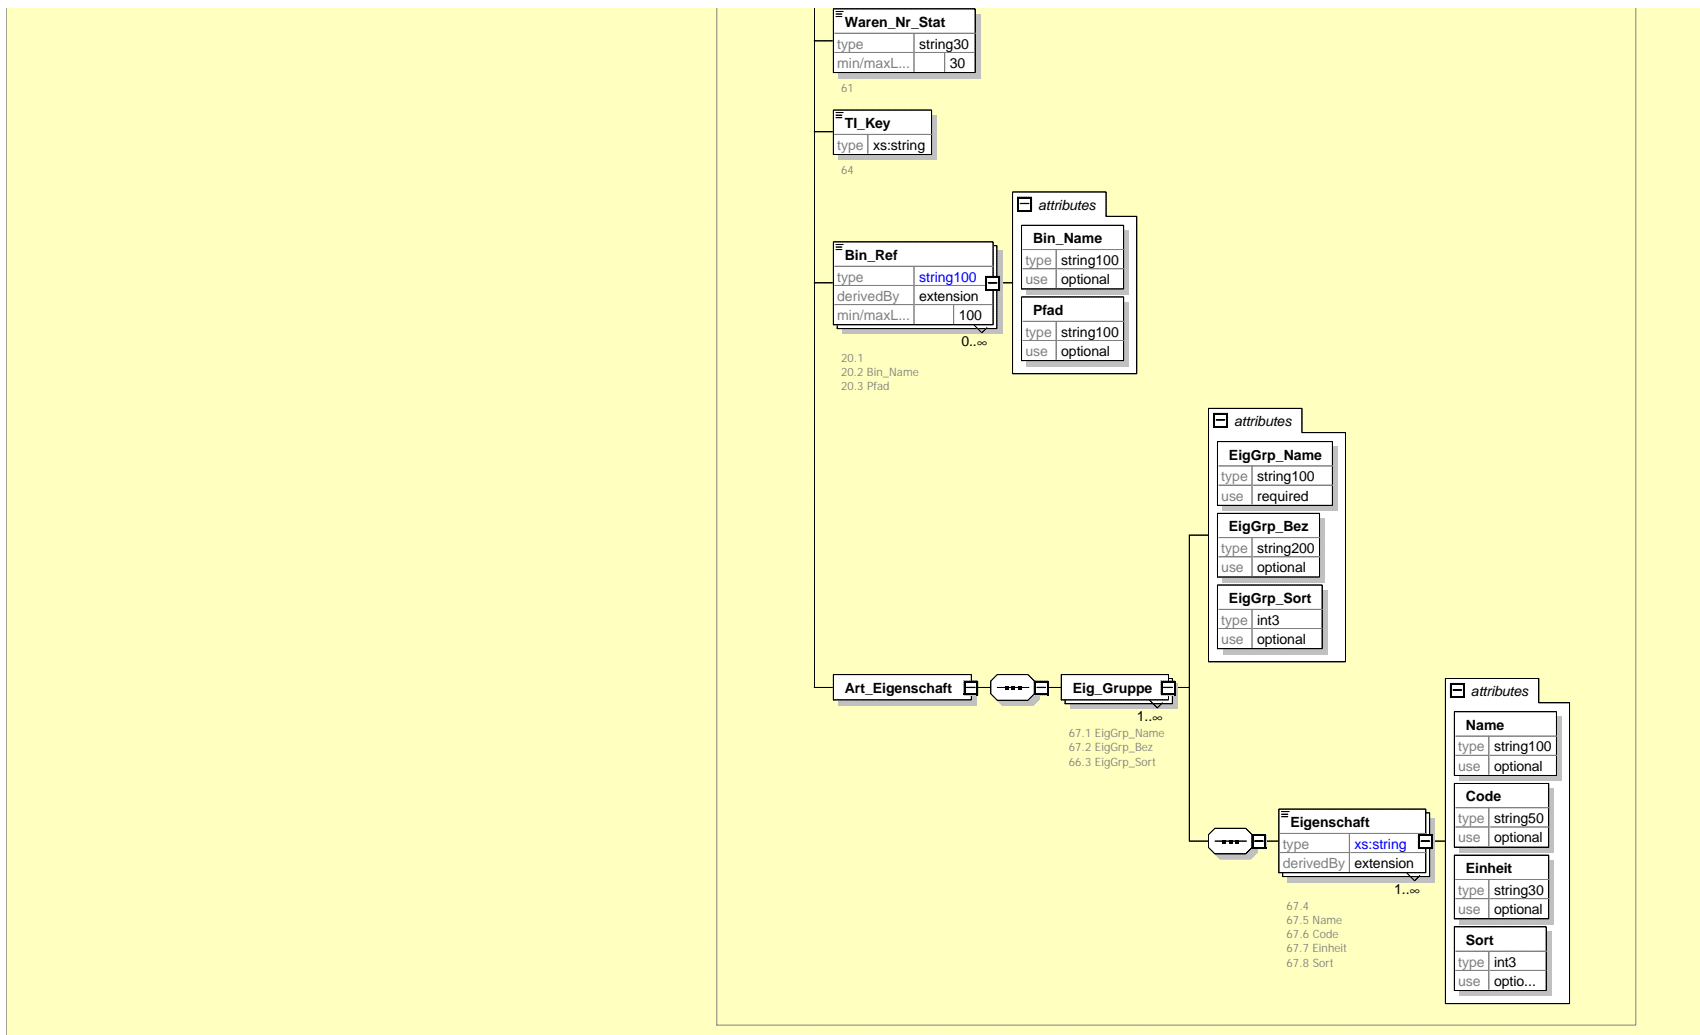 Waren_Nr_Stat
type string30
min/maxL... 30
61
TI_Key
type xs:string
64
attributes
Bin_Name
type string100
use optional
Pfad
type string100
use optional
Bin_Ref
type string100
derivedBy extension
min/maxL... 100
0..∞
20.1
20.2 Bin_Name
20.3 Pfad
attributes
EigGrp_Name
type string100
use required
EigGrp_Bez
type string200
use optional
EigGrp_Sort
type int3
use optional
Art_Eigenschaft
Eig_Gruppe
1..∞
67.1 EigGrp_Name
67.2 EigGrp_Bez
66.3 EigGrp_Sort
attributes
Name
type string100
use optional
Code
type string50
use optional
Einheit
type string30
use optional
Sort
type int3
use optio...
Eigenschaft
type xs:string
derivedBy extension
1..∞
67.4
67.5 Name
67.6 Code
67.7 Einheit
67.8 Sort